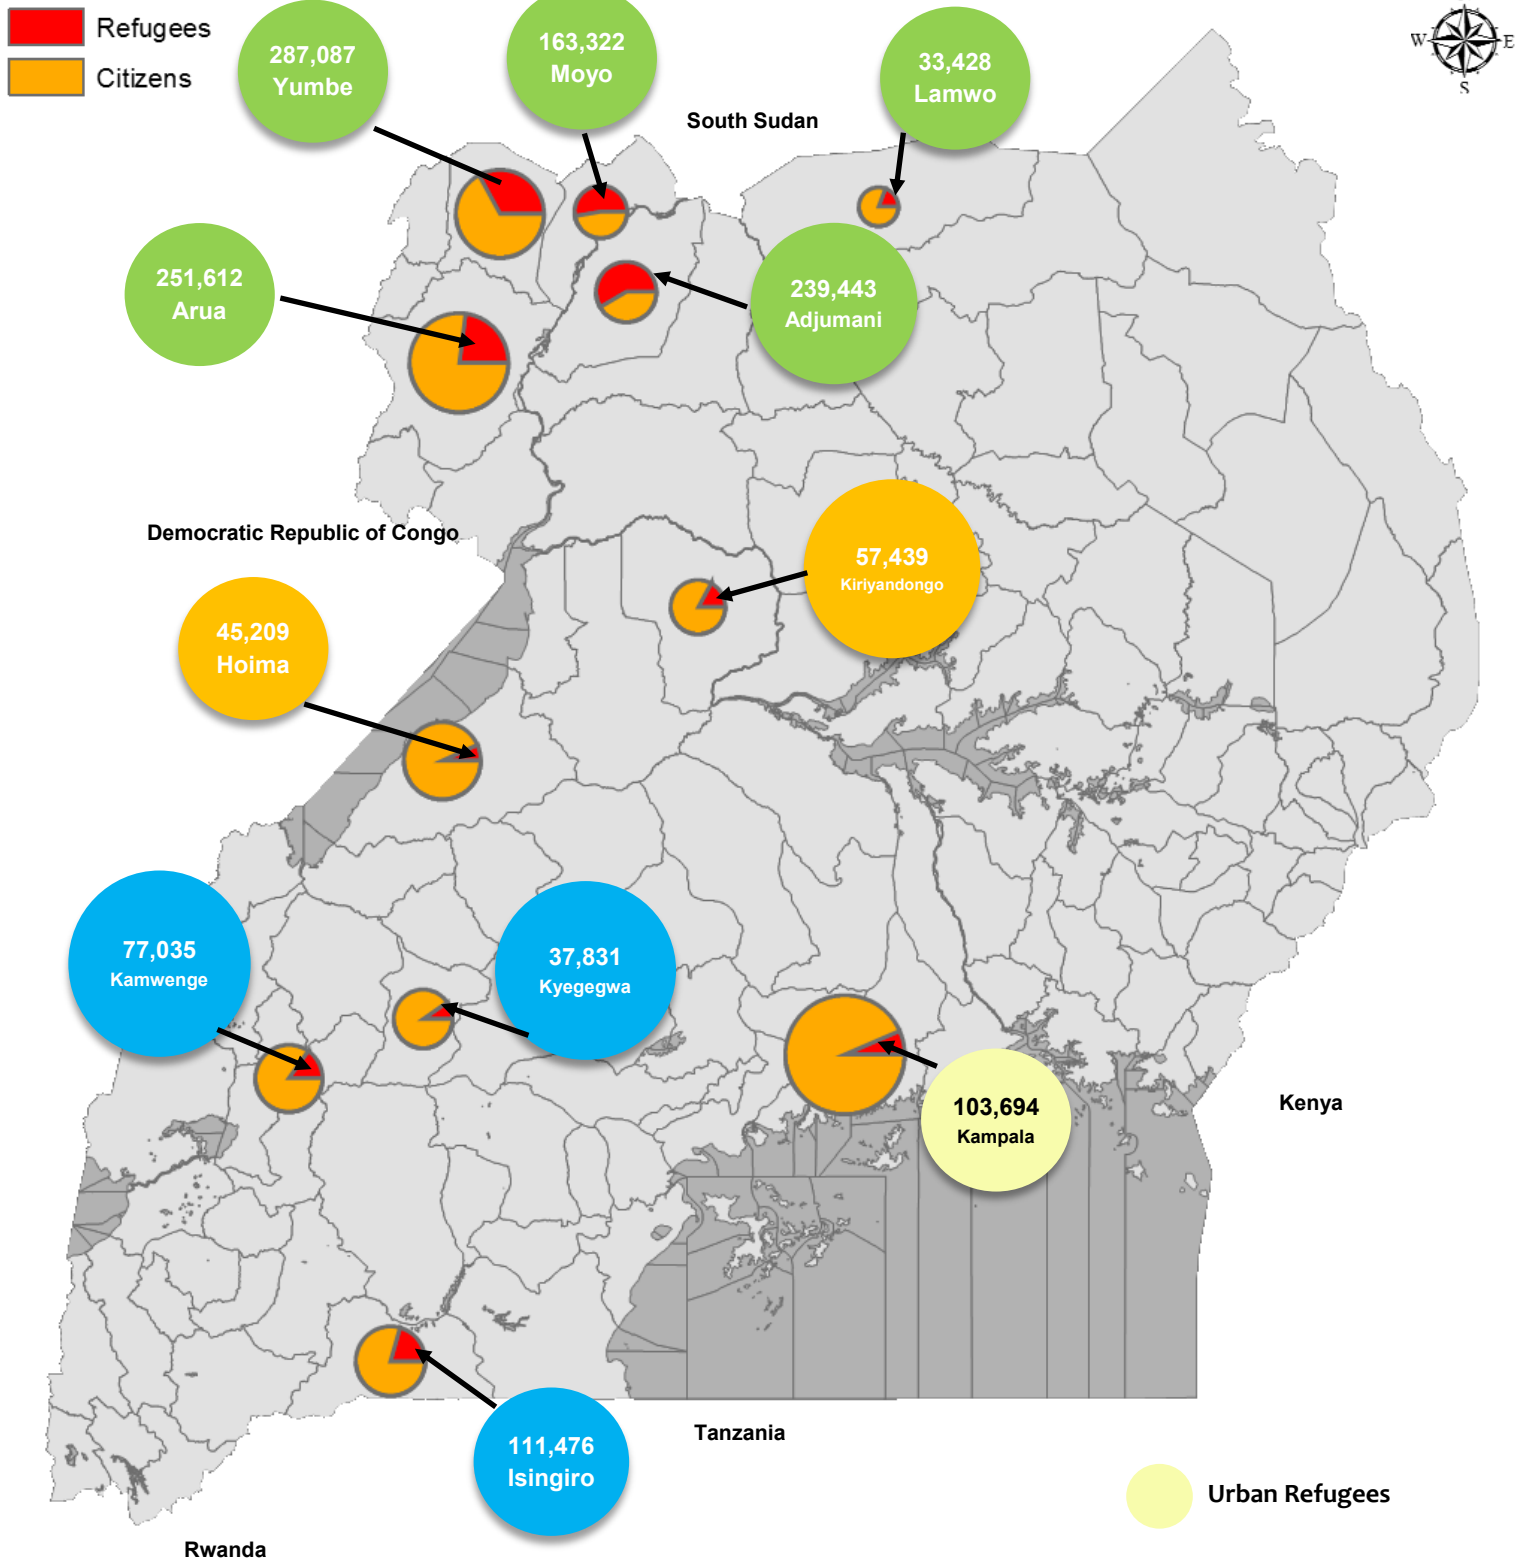 Refugees
Citizens
287,087
Yumbe
163,322
Moyo
33,428
Lamwo
W
E
S
South Sudan
251,612
Arua
239,443
Adjumani
Democratic Republic of Congo
57,439
Kiriyandongo
45,209
Hoima
77,035
Kamwenge
37,831
Kyegegwa
103,694
Kampala
Kenya
111,476
Isingiro
Tanzania
Urban Refugees
Rwanda